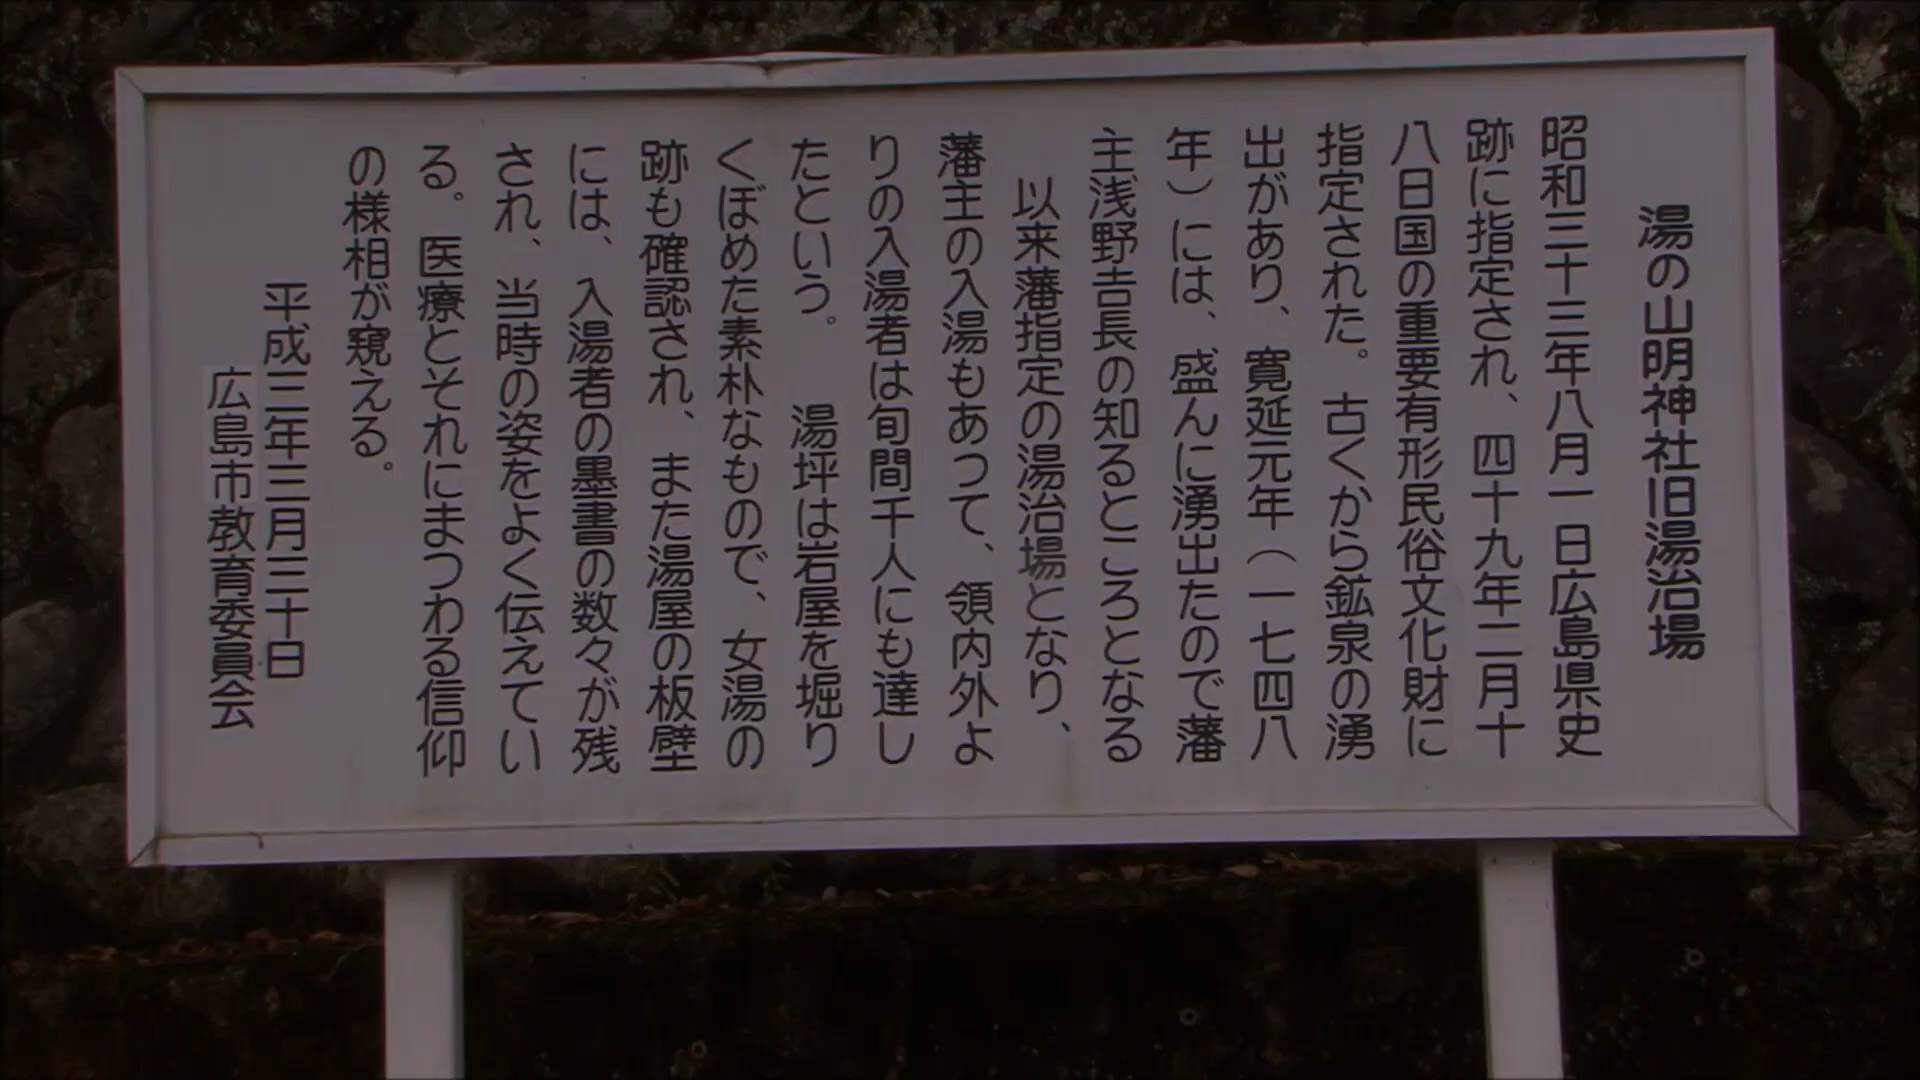 湯の山明神社旧湯治場
昭和三十三年八月一日広島県史
跡に指定され、四十九年二月十
八日国の重要有形民俗文化財に
指定された。古くから鉱泉の湧
出があり、寛延元年（一七四八
年）には、盛んに湧出たので藩
主浅野吉長の知るところとなる
以来藩指定の湯治場となり、
藩主の入湯もあって、領内外よ
りの入湯者は旬間千人にも達し
たという。　湯坪は岩屋を堀り
くぼめた素朴なもので、女湯の
跡も確認され、また湯屋の板壁
には、入湯者の墨書の数々が残
され、当時の姿をよく伝えてい
る。医療とそれにまつわる信仰
の様相が窺える。
平成三年三月三十日
広島市教育委員会